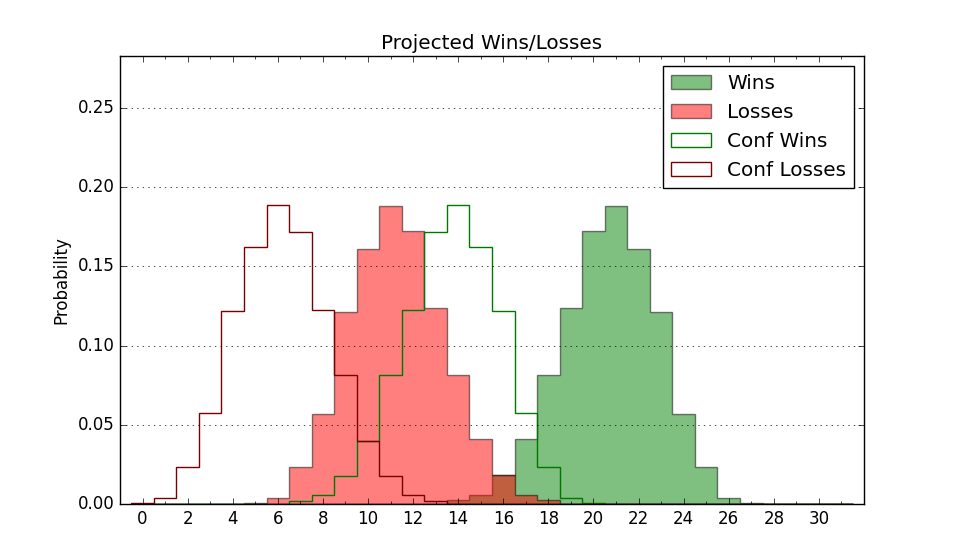 Projected Wins/Losses
Wins
Losses
Conf Wins
Conf Losses
Probability
0.25
0.20
0.15
0.10
0.05
0.00
0 2 4 6 8 10 12 14 16 18 20 22 24 26 28 30